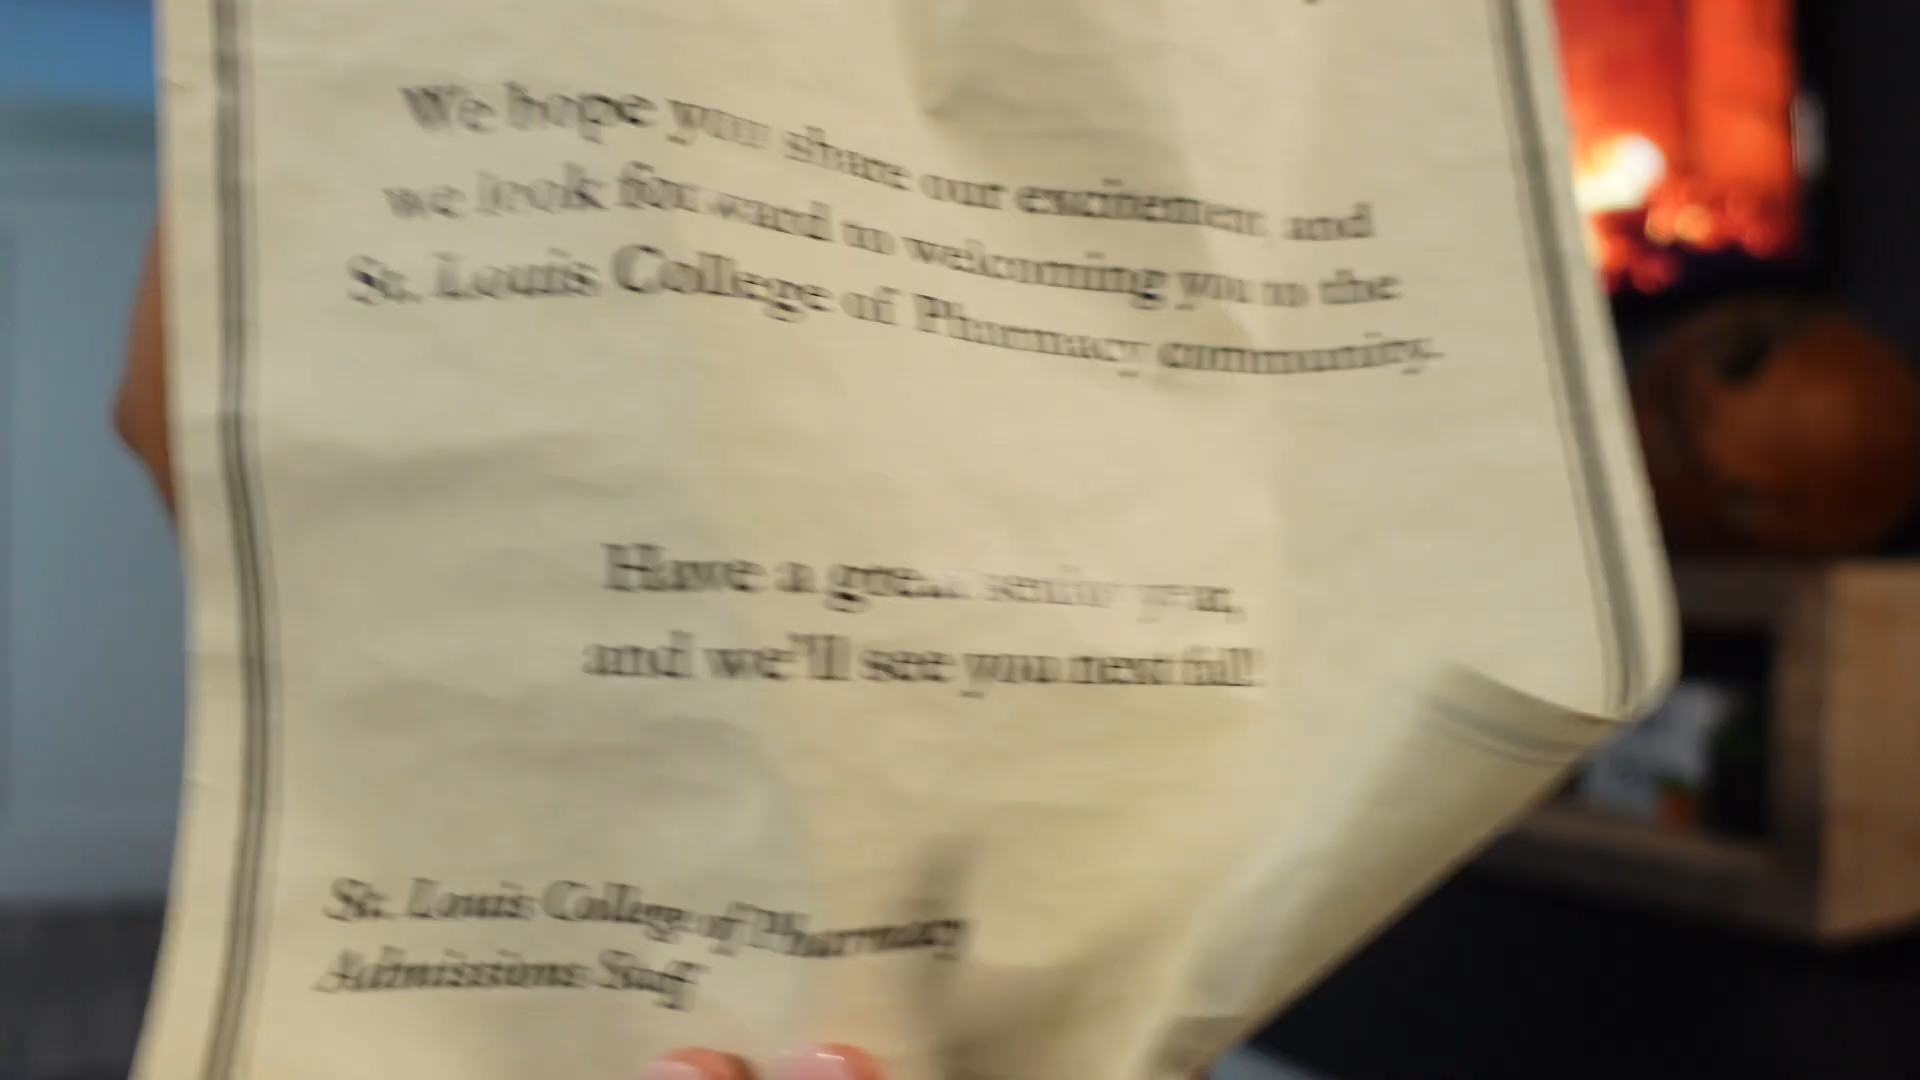 We hope you share our excitement, and
we look forward to welcoming you to the
St. Louis College of Pharmacy community.
Have a great senior year,
and we'll see you next fall!
St. Louis College of Pharmacy
Admissions Staff